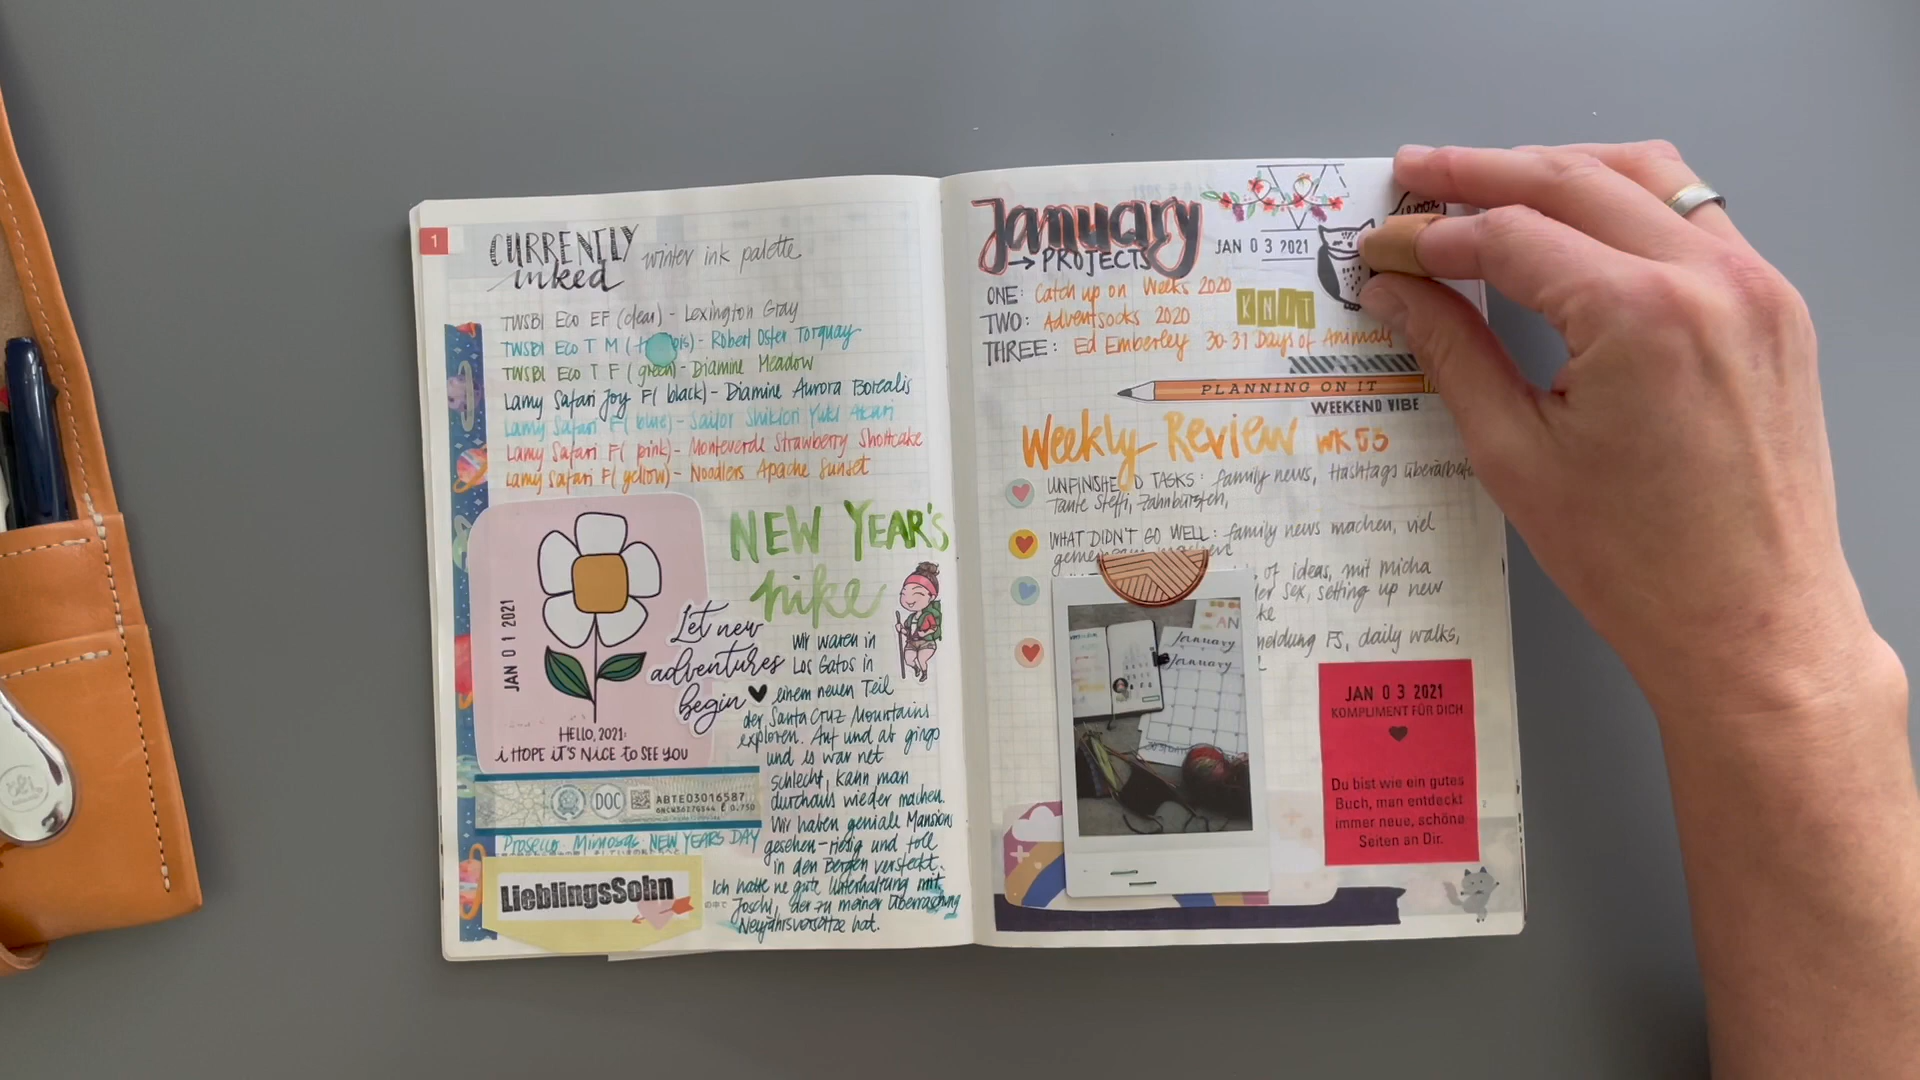 1
CURRENTLY inked winter ink palette
TWSBI Eco EF (clear) - Lexington Gray
TWSBI Eco T M ( - Robert Oster Torquay
TWSBI Eco T F (green) - Diamine Meadow
Lamy Safari Joy F (black) - Diamine Aurora Borealis
Lamy Safari F (blue) - Sailor Shikiori Yuki Akari
Lamy Safari F (pink) - Monteverde Strawberry Shortcake
Lamy Safari F (yellow) - Noodlers Apache Sunset
JAN 0 1 2021
HELLO, 2021:
i HOPE iT'S NiCE to SEE YOU
Let new
adventures
begin
NEW YEAR'S
hike
Wir waren in
Los Gatos in
einem neuen Teil
der Santa Cruz Mountains
exploren. Auf und ab gings
und is war net
schlecht, kann man
durchaus wieder machen.
Wir haben geniale Mansions
gesehen - riesig und toll
in den Bergen versteckt.
Ich hatte ne gute Unterhaltung mit
Joschi, der zu meiner Überraschung
Neujahrsvorsätze hat.
DOC ABTE03016587
0.750
Prosecco Mimosas NEW YEARS DAY
LieblingsSohn
January
→ PROJECTS
JAN 0 3 2021
ONE: Catch up on Weeks 2020
TWO: Adventsocks 2020
THREE: Ed Emberley 30-31 Days of Animals
KNIT
PLANNING ON IT
WEEKEND VIBE
Weekly Review WK53
UNFINISHED TASKS: family news, Hashtags
Tante Steffi, Zahnbürsten,
WHAT DIDN'T GO WELL: family news machen, viel
of ideas, mit Micha
sex, setting up new
FS, daily walks,
January
January
JAN 0 3 2021
KOMPLIMENT FÜR DICH
Du bist wie ein gutes
Buch, man entdeckt
immer neue, schöne
Seiten an Dir.